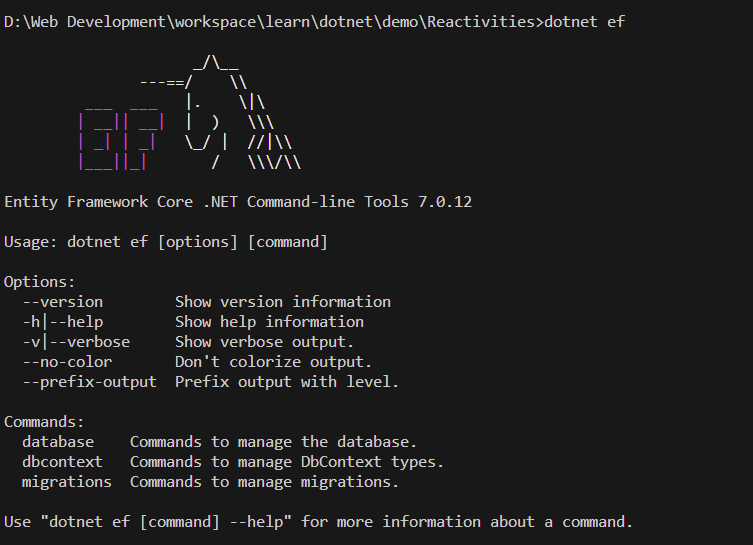 D:\Web Development\workspace\learn\dotnet\demo\Reactivities>dotnet ef
                     _/\__
               ---==/    \\
         ___  ___   |.    \|\
        | __|| __|  |  )   \\\
        | _| | _|   \_/ |  //|\\
        |___||_|       /   \\\/\\
Entity Framework Core .NET Command-line Tools 7.0.12
Usage: dotnet ef [options] [command]
Options:
  --version        Show version information
  -h|--help        Show help information
  -v|--verbose     Show verbose output.
  --no-color       Don't colorize output.
  --prefix-output  Prefix output with level.
Commands:
  database    Commands to manage the database.
  dbcontext   Commands to manage DbContext types.
  migrations  Commands to manage migrations.
Use "dotnet ef [command] --help" for more information about a command.